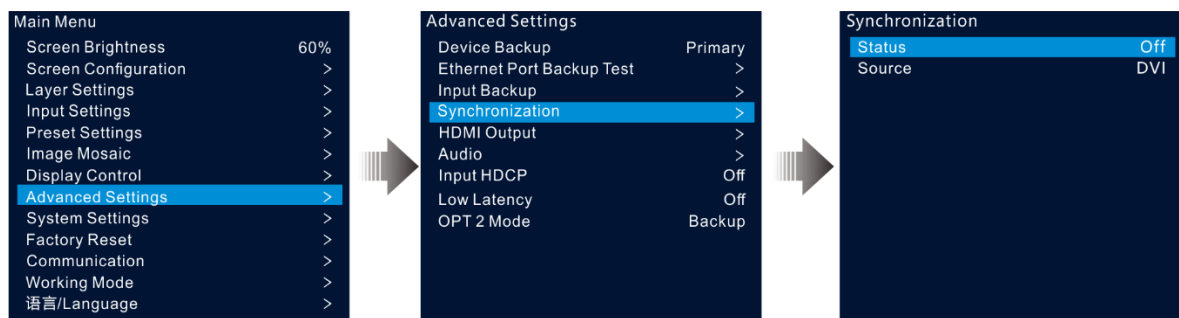 Main Menu
Screen Brightness 60%
Screen Configuration >
Layer Settings >
Input Settings >
Preset Settings >
Image Mosaic >
Display Control >
Advanced Settings >
System Settings >
Factory Reset >
Communication >
Working Mode >
语言/Language >
Advanced Settings
Device Backup Primary
Ethernet Port Backup Test >
Input Backup >
Synchronization >
HDMI Output >
Audio >
Input HDCP Off
Low Latency Off
OPT 2 Mode Backup
Synchronization
Status Off
Source DVI